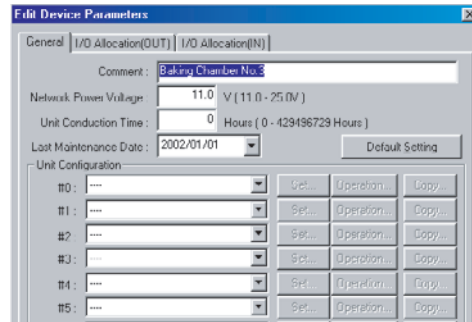 Edit Device Parameters
General I/O Allocation(OUT) I/O Allocation(IN)
Comment : Baking Chamber No.3
Network Power Voltage : 11.0 V ( 11.0 - 25.0V )
Unit Conduction Time : 0 Hours ( 0 - 429496729 Hours )
Last Maintenance Date : 2002/01/01 Default Setting
Unit Configuration
#0 : ---- Set... Operation... Copy...
#1 : ---- Set... Operation... Copy...
#2 : ---- Set... Operation... Copy...
#3 : ---- Set... Operation... Copy...
#4 : ---- Set... Operation... Copy...
#5 : ---- Set... Operation... Copy...